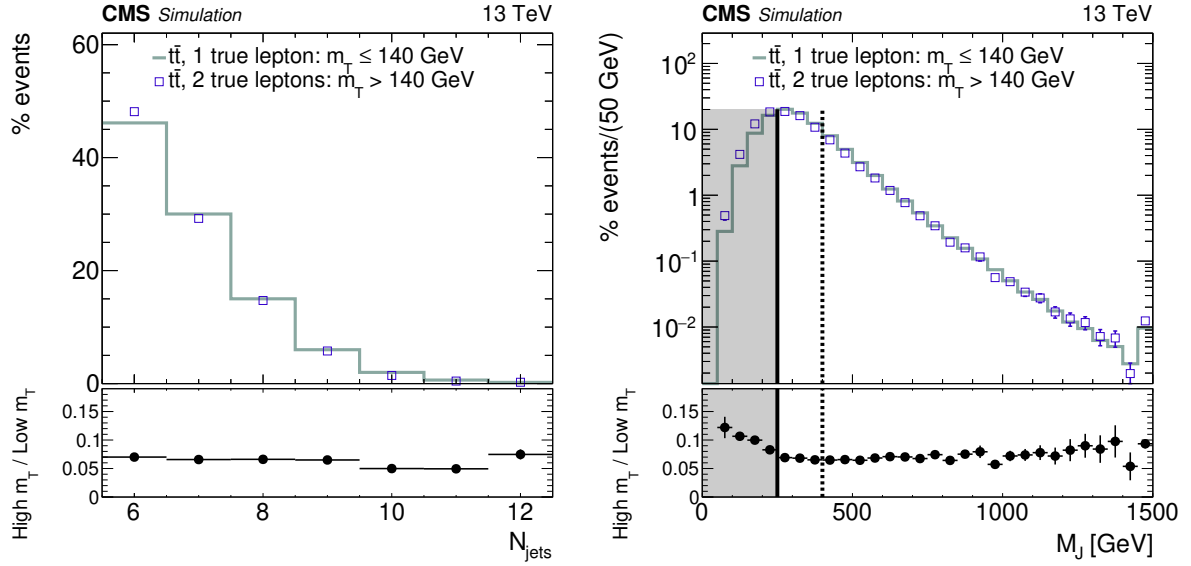 CMS Simulation 13 TeV
% events
60
40
20
0
tt̄, 1 true lepton: m_T ≤ 140 GeV
tt̄, 2 true leptons: m_T > 140 GeV
High m_T / Low m_T
0.15
0.1
0.05
0
6 8 10 12
N_jets
CMS Simulation 13 TeV
% events/(50 GeV)
10²
10
1
10⁻¹
10⁻²
tt̄, 1 true lepton: m_T ≤ 140 GeV
tt̄, 2 true leptons: m_T > 140 GeV
High m_T / Low m_T
0.15
0.1
0.05
0
0 500 1000 1500
M_J [GeV]